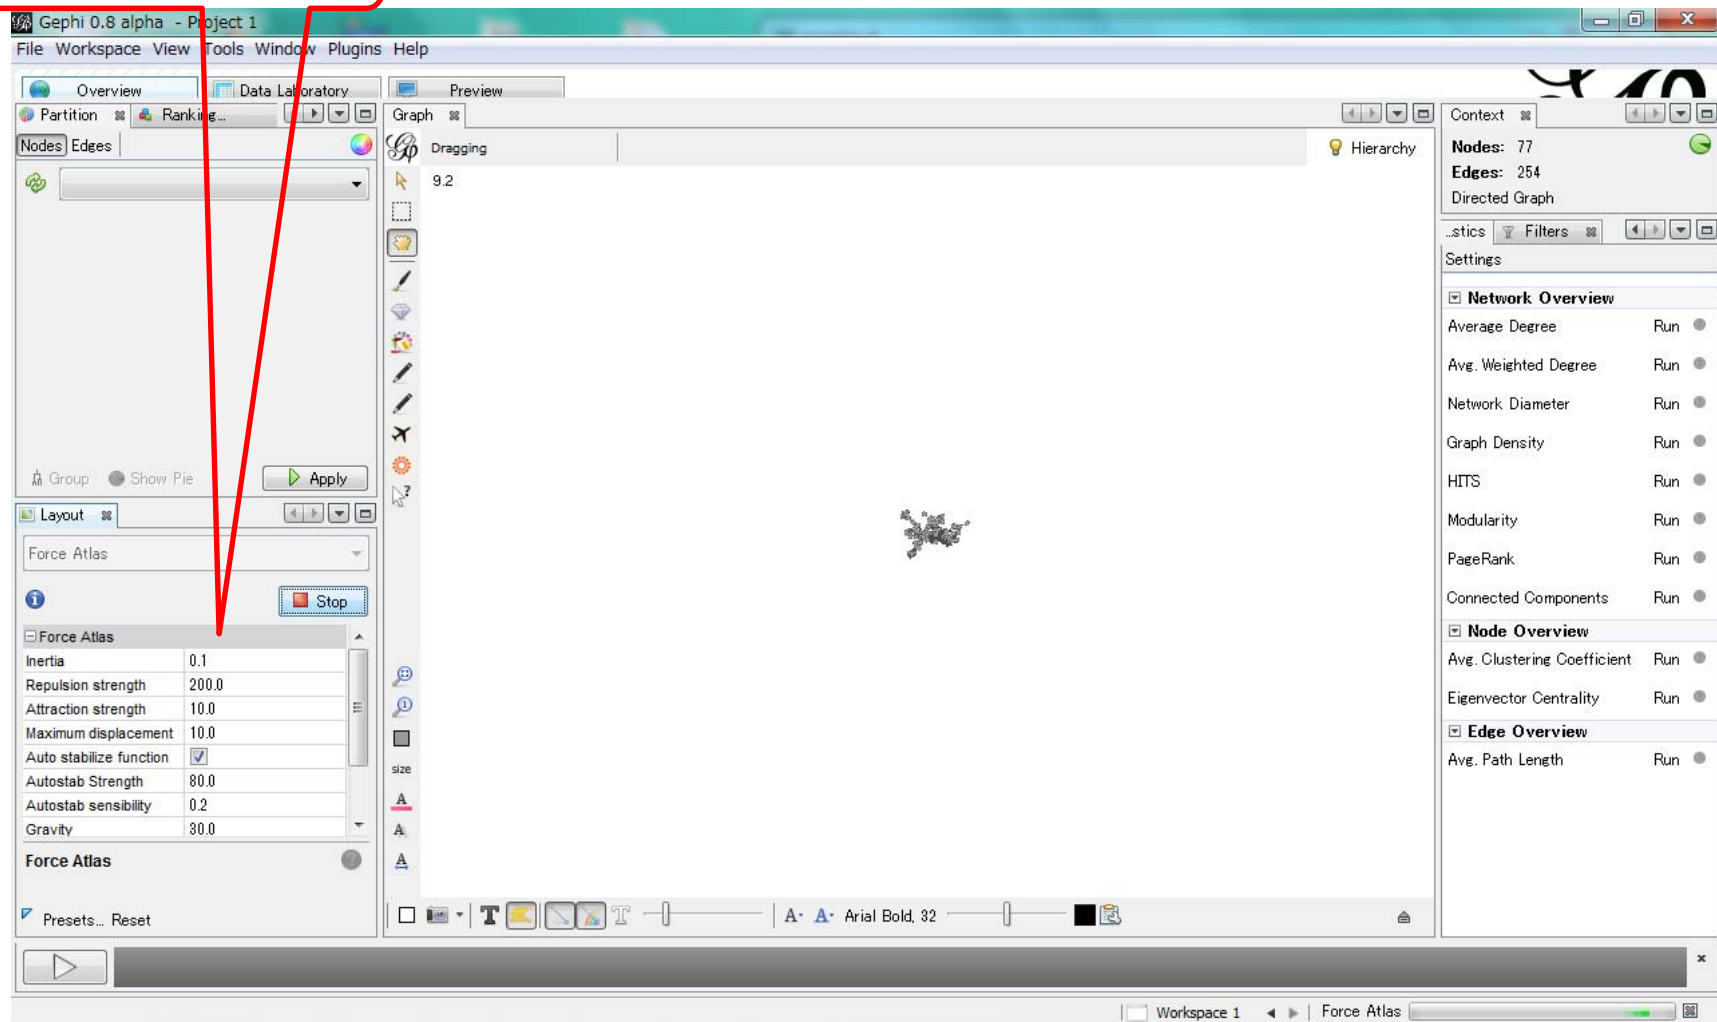 Gephi 0.8 alpha - Project 1
File Workspace View Tools Window Plugins Help
Overview
Data Laboratory
Preview
Partition
Ranking...
Nodes Edges
Group
Show Pie
Apply
Layout
Force Atlas
Stop
Force Atlas
Inertia 0.1
Repulsion strength 200.0
Attraction strength 10.0
Maximum displacement 10.0
Auto stabilize function
Autostab Strength 80.0
Autostab sensibility 0.2
Gravity 30.0
Force Atlas
Presets... Reset
Graph
Dragging
Hierarchy
9.2
size
Arial Bold, 32
Context
Nodes: 77
Edges: 254
Directed Graph
...stics
Filters
Settings
Network Overview
Average Degree Run
Avg. Weighted Degree Run
Network Diameter Run
Graph Density Run
HITS Run
Modularity Run
PageRank Run
Connected Components Run
Node Overview
Avg. Clustering Coefficient Run
Eigenvector Centrality Run
Edge Overview
Avg. Path Length Run
Workspace 1
Force Atlas